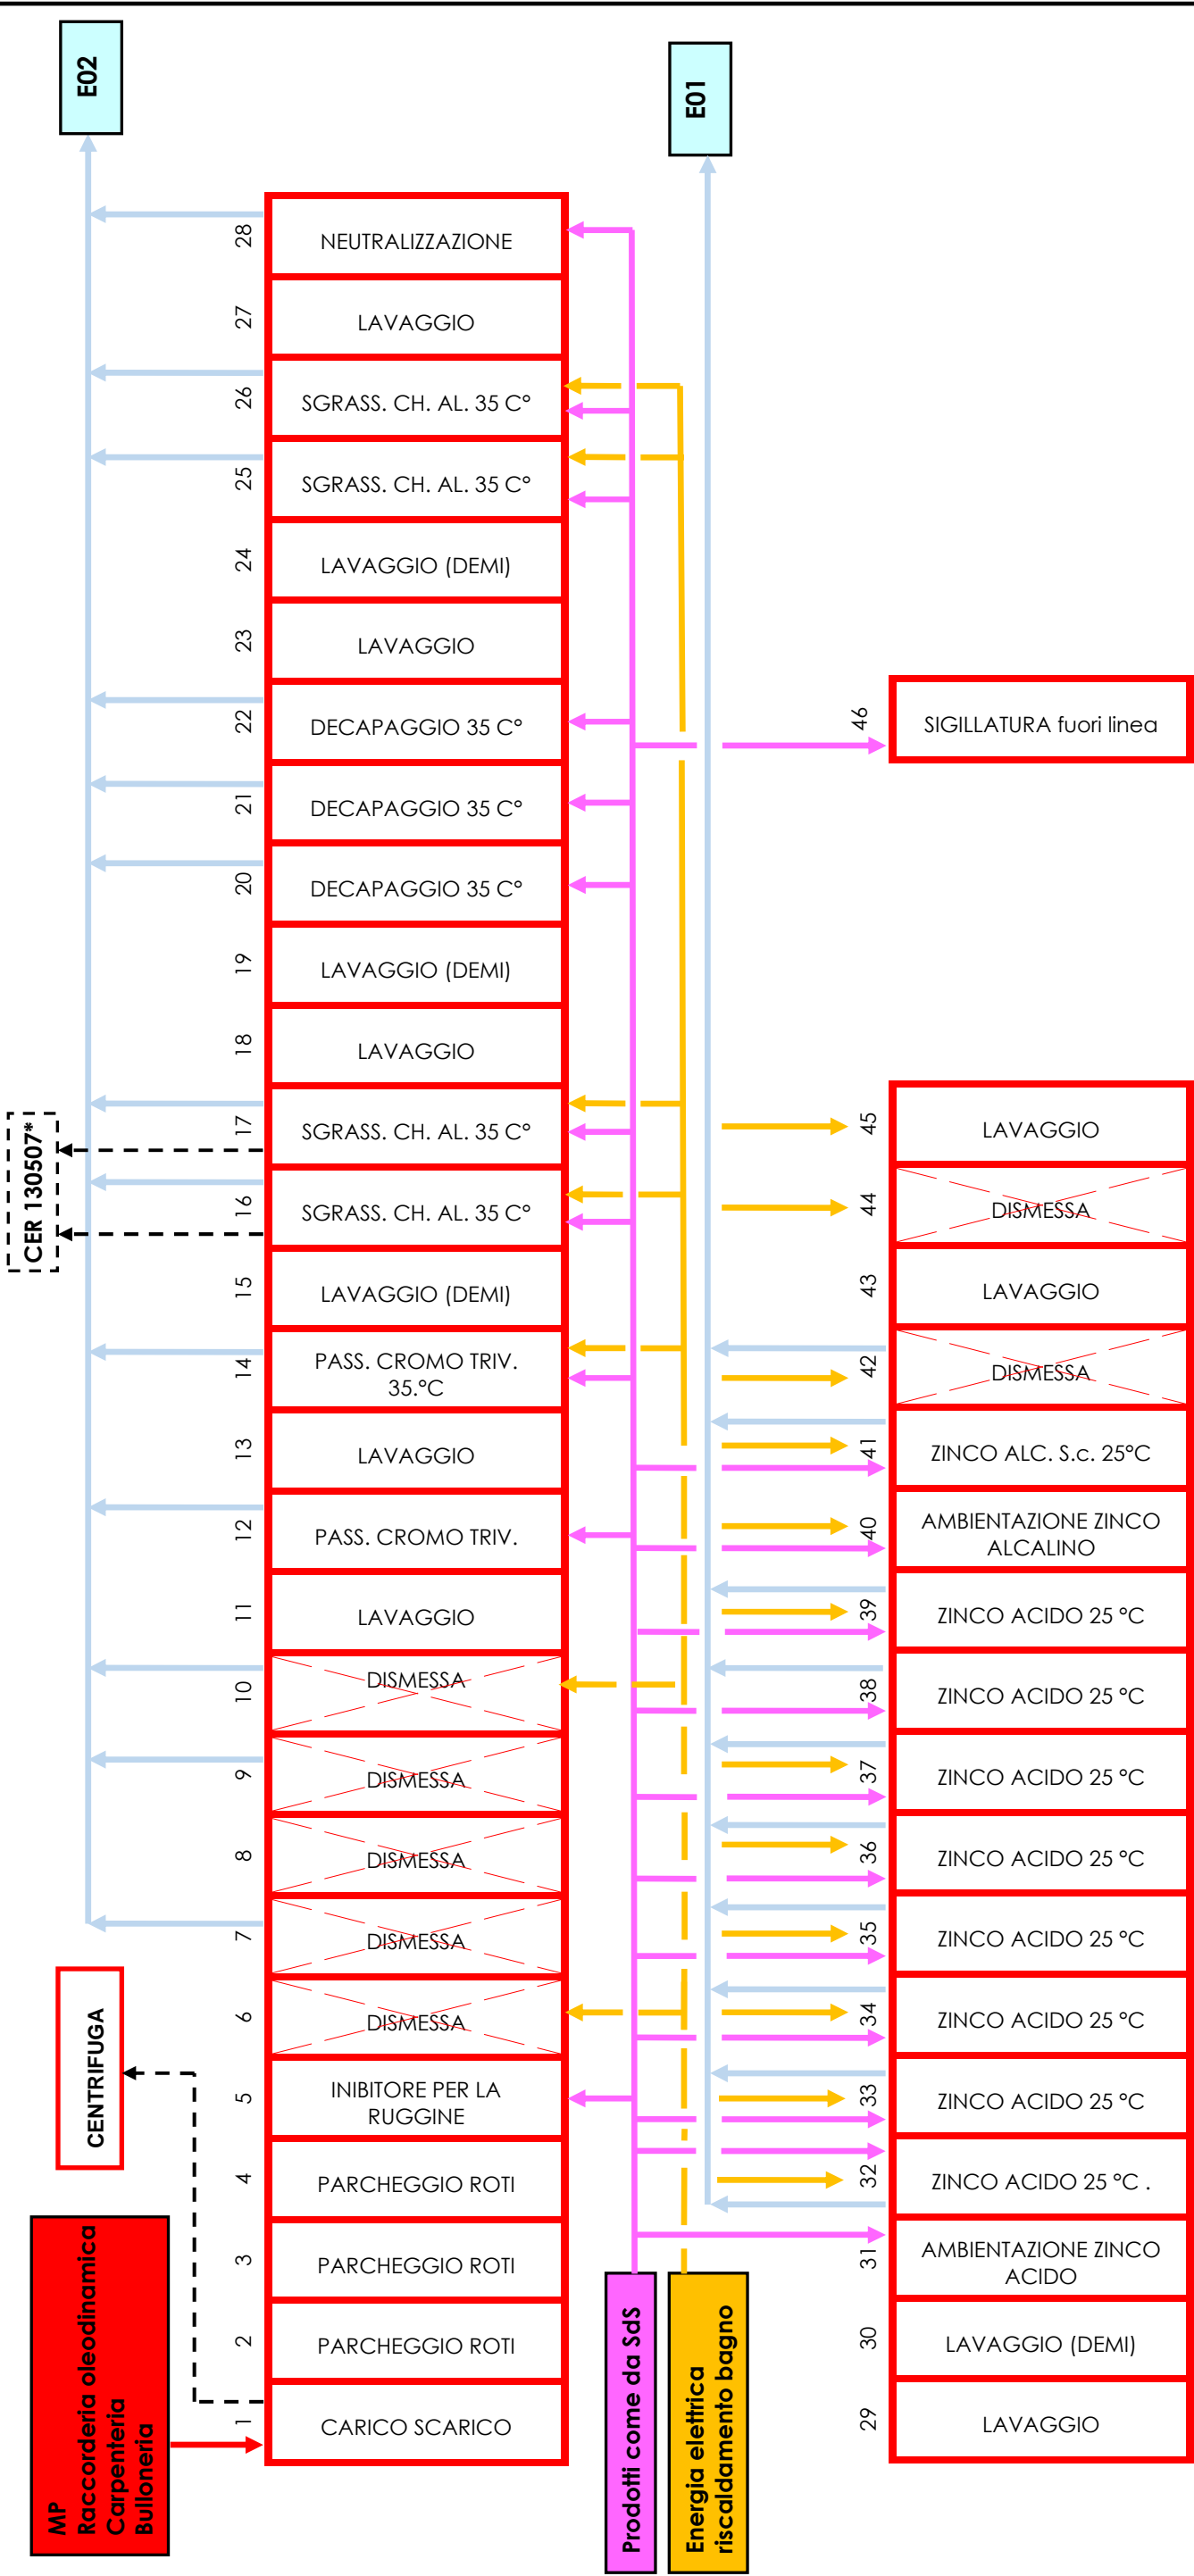 E02
E01
28
NEUTRALIZZAZIONE
27
LAVAGGIO
26
SGRASS. CH. AL. 35 C°
25
SGRASS. CH. AL. 35 C°
24
LAVAGGIO (DEMI)
23
LAVAGGIO
22
DECAPAGGIO 35 C°
21
DECAPAGGIO 35 C°
20
DECAPAGGIO 35 C°
19
LAVAGGIO (DEMI)
18
LAVAGGIO
CER 130507*
17
SGRASS. CH. AL. 35 C°
16
SGRASS. CH. AL. 35 C°
15
LAVAGGIO (DEMI)
14
PASS. CROMO TRIV.
35.°C
13
LAVAGGIO
12
PASS. CROMO TRIV.
11
LAVAGGIO
10
DISMESSA
9
DISMESSA
8
DISMESSA
7
DISMESSA
6
DISMESSA
CENTRIFUGA
5
INIBITORE PER LA
RUGGINE
4
PARCHEGGIO ROTI
3
PARCHEGGIO ROTI
2
PARCHEGGIO ROTI
1
CARICO SCARICO
MP
Raccorderia oleodinamica
Carpenteria
Bulloneria
Prodotti come da SdS
Energia elettrica
riscaldamento bagno
46
SIGILLATURA fuori linea
45
LAVAGGIO
44
DISMESSA
43
LAVAGGIO
42
DISMESSA
41
ZINCO ALC. S.c. 25°C
40
AMBIENTAZIONE ZINCO
ALCALINO
39
ZINCO ACIDO 25 °C
38
ZINCO ACIDO 25 °C
37
ZINCO ACIDO 25 °C
36
ZINCO ACIDO 25 °C
35
ZINCO ACIDO 25 °C
34
ZINCO ACIDO 25 °C
33
ZINCO ACIDO 25 °C
32
ZINCO ACIDO 25 °C .
31
AMBIENTAZIONE ZINCO
ACIDO
30
LAVAGGIO (DEMI)
29
LAVAGGIO